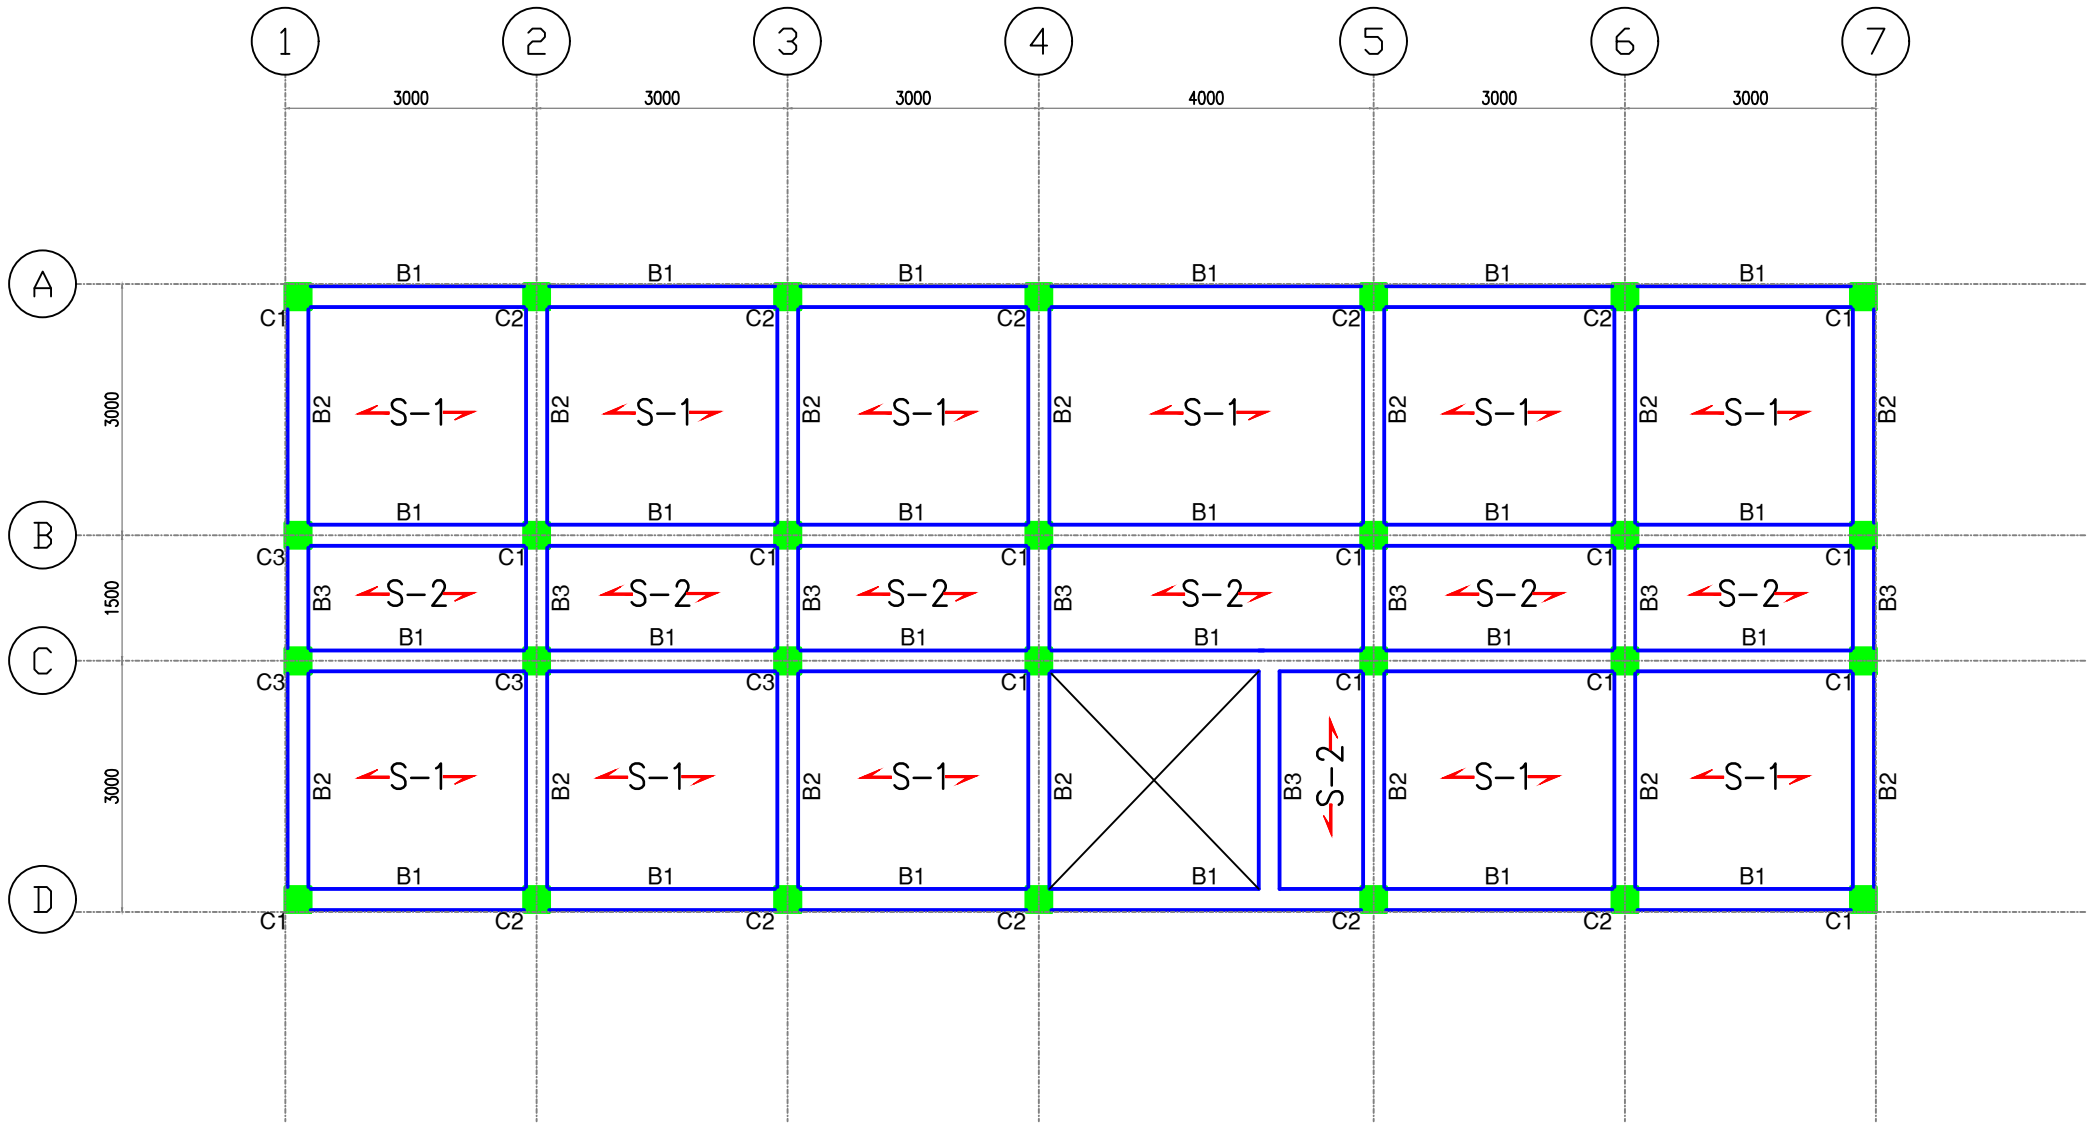 1 2 3 4 5 6 7
3000 3000 3000 4000 3000 3000
A
B1 B1 B1 B1 B1 B1
C1 C2 C2 C2 C2 C2 C1
3000
B2 S-1 B2 S-1 B2 S-1 B2 S-1 B2 S-1 B2 S-1 B2
B1 B1 B1 B1 B1 B1
B
C3 C1 C1 C1 C1 C1 C1
1500
B3 S-2 B3 S-2 B3 S-2 B3 S-2 B3 S-2 B3 S-2 B3
B1 B1 B1 B1 B1 B1
C
C3 C3 C3 C1 C1 C1 C1
3000
B2 S-1 B2 S-1 B2 S-1 B2 B3 S-2 B2 S-1 B2 S-1 B2
B1 B1 B1 B1 B1 B1
D
C1 C2 C2 C2 C2 C2 C1